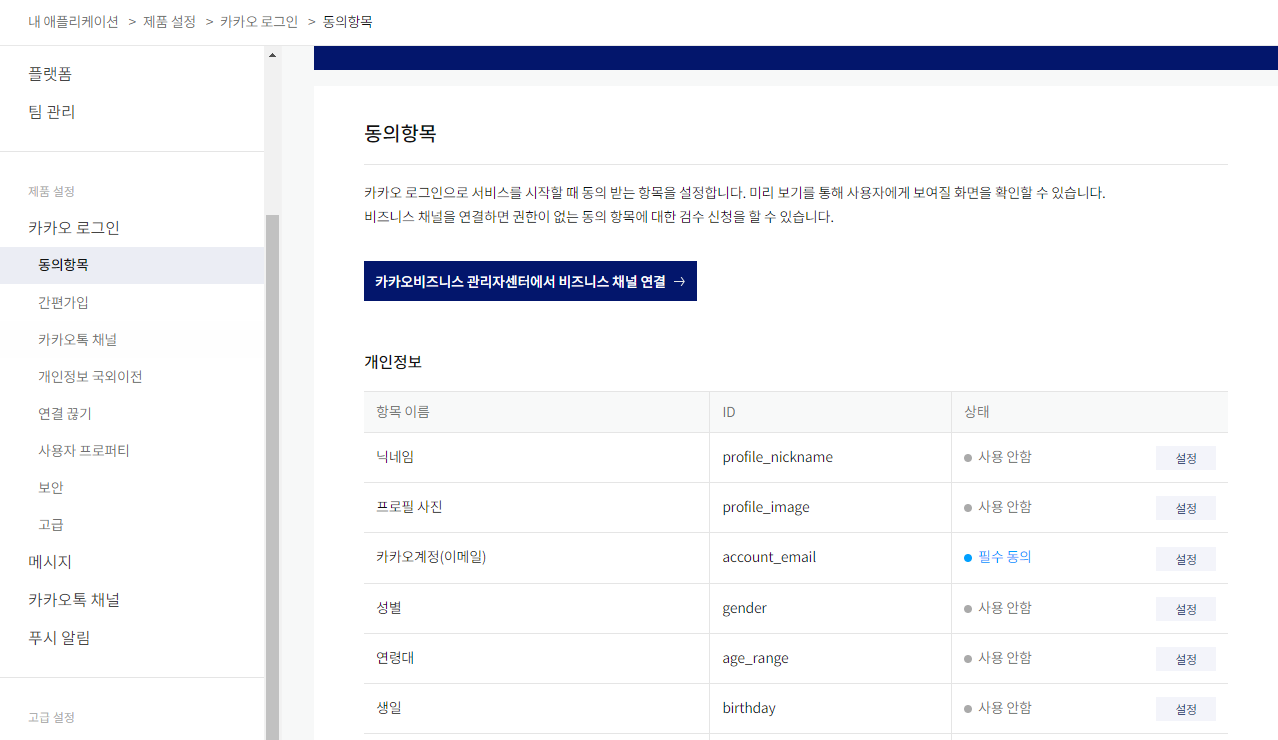 내 애플리케이션 > 제품 설정 > 카카오 로그인 > 동의항목
플랫폼
팀 관리
제품 설정
카카오 로그인
동의항목
간편가입
카카오톡 채널
개인정보 국외이전
연결 끊기
사용자 프로퍼티
보안
고급
메시지
카카오톡 채널
푸시 알림
고급 설정
동의항목
카카오 로그인으로 서비스를 시작할 때 동의 받는 항목을 설정합니다. 미리 보기를 통해 사용자에게 보여질 화면을 확인할 수 있습니다.
비즈니스 채널을 연결하면 권한이 없는 동의 항목에 대한 검수 신청을 할 수 있습니다.
카카오비즈니스 관리자센터에서 비즈니스 채널 연결 →
개인정보
항목 이름 ID 상태
닉네임 profile_nickname 사용 안함 설정
프로필 사진 profile_image 사용 안함 설정
카카오계정(이메일) account_email 필수 동의 설정
성별 gender 사용 안함 설정
연령대 age_range 사용 안함 설정
생일 birthday 사용 안함 설정